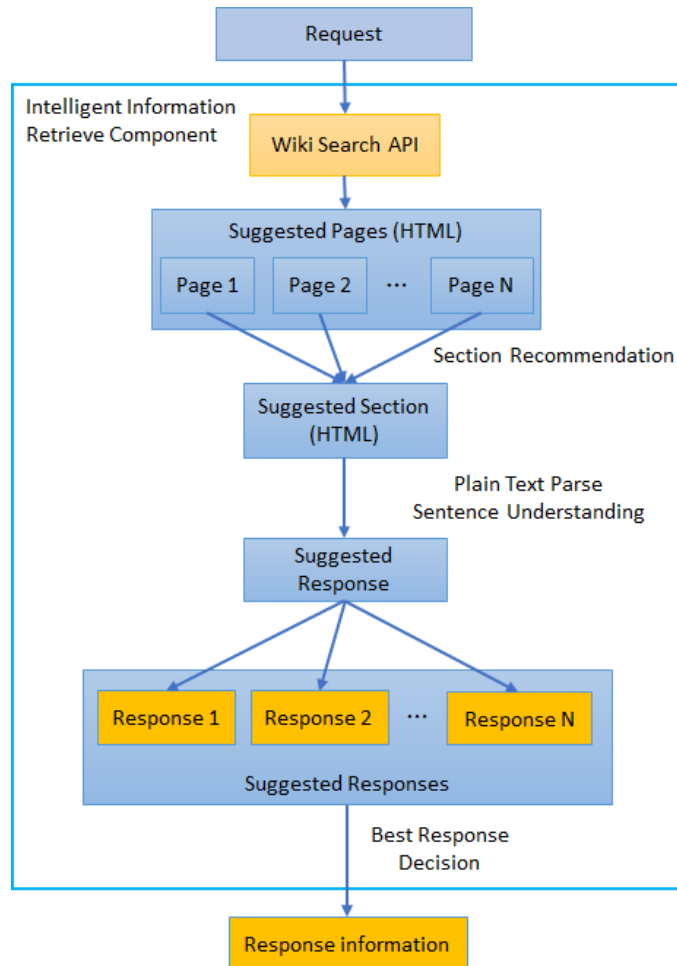 Request
Intelligent Information
Retrieve Component
Wiki Search API
Suggested Pages (HTML)
Page 1 Page 2 ... Page N
Section Recommendation
Suggested Section
(HTML)
Plain Text Parse
Sentence Understanding
Suggested
Response
Response 1 Response 2 ... Response N
Suggested Responses
Best Response
Decision
Response information